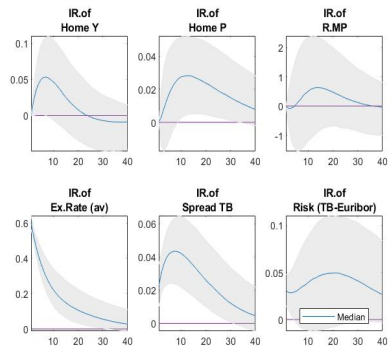 IR.of
Home Y
IR.of
Home P
IR.of
R.MP
0.1
0.05
0
10 20 30 40
0.04
0.02
0
10 20 30 40
2
1
0
-1
10 20 30 40
IR.of
Ex.Rate (av)
IR.of
Spread TB
IR.of
Risk (TB-Euribor)
0.6
0.4
0.2
0
10 20 30 40
0.06
0.04
0.02
0
10 20 30 40
0.1
0.05
0
Median
10 20 30 40